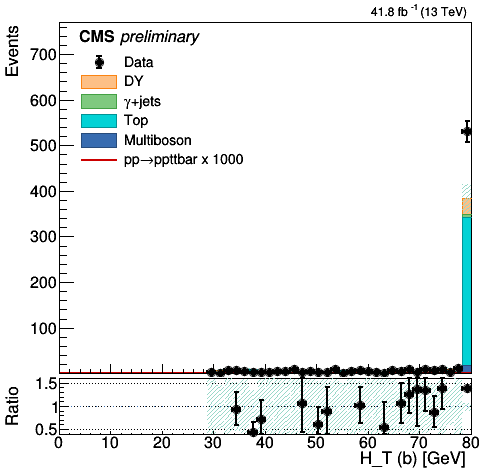 41.8 fb⁻¹ (13 TeV)
CMS preliminary
Data
DY
γ+jets
Top
Multiboson
pp→ppttbar x 1000
Events
700
600
500
400
300
200
100
Ratio
1.5
1
0.5
0 10 20 30 40 50 60 70 80
H_T (b) [GeV]